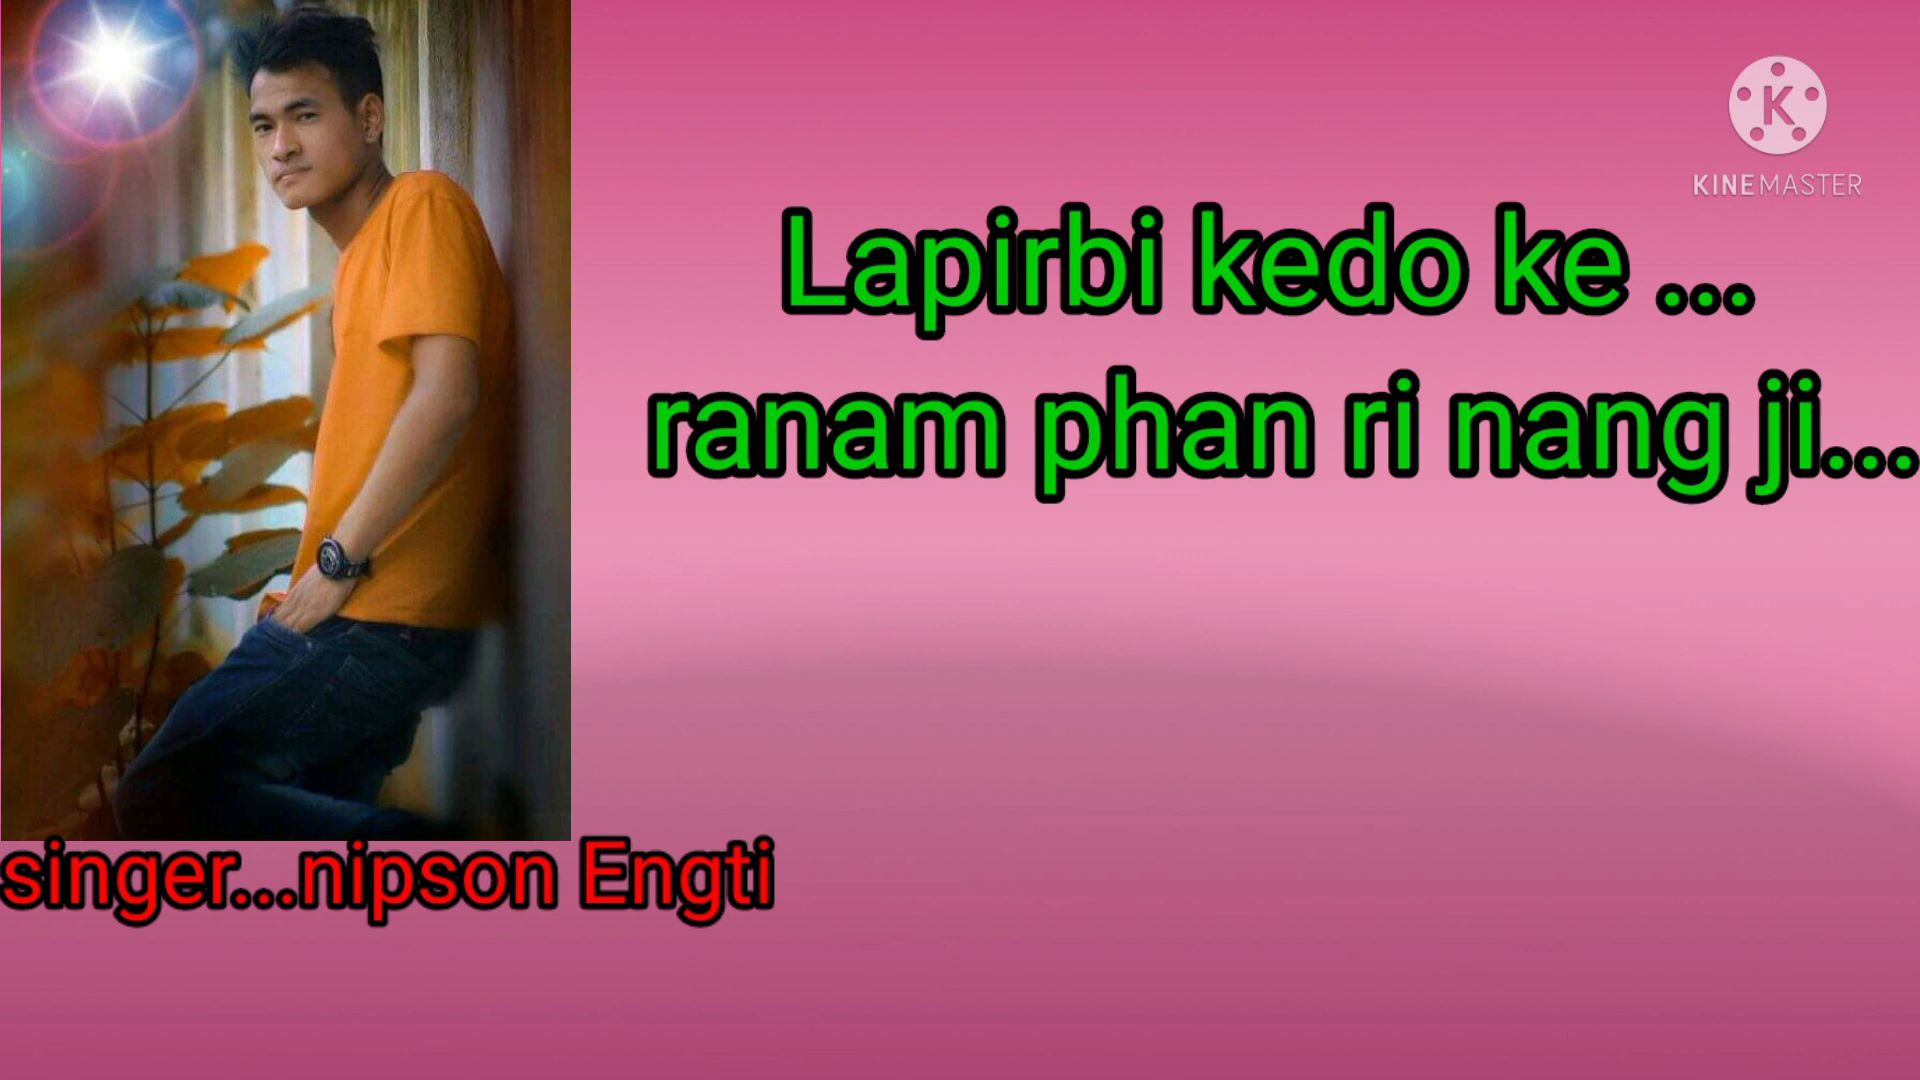 K
KINEMASTER
Lapirbi kedo ke ...
ranam phan ri nang ji...
singer...nipson Engti